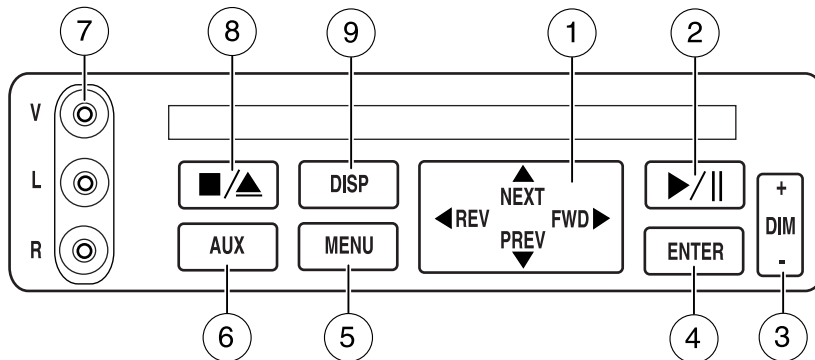 7 8 9 1 2
V
L DISP NEXT +
REV FWD DIM
R AUX MENU PREV ENTER -
6 5 4 3